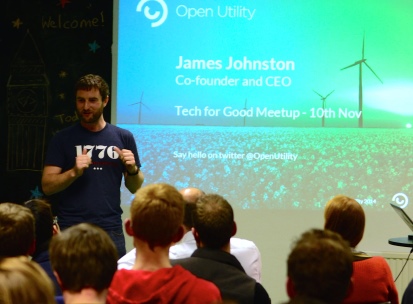 welcome!
Open Utility
James Johnston
Co-founder and CEO
Tech for Good Meetup - 10th Nov
Say hello on twitter @OpenUtility
1776